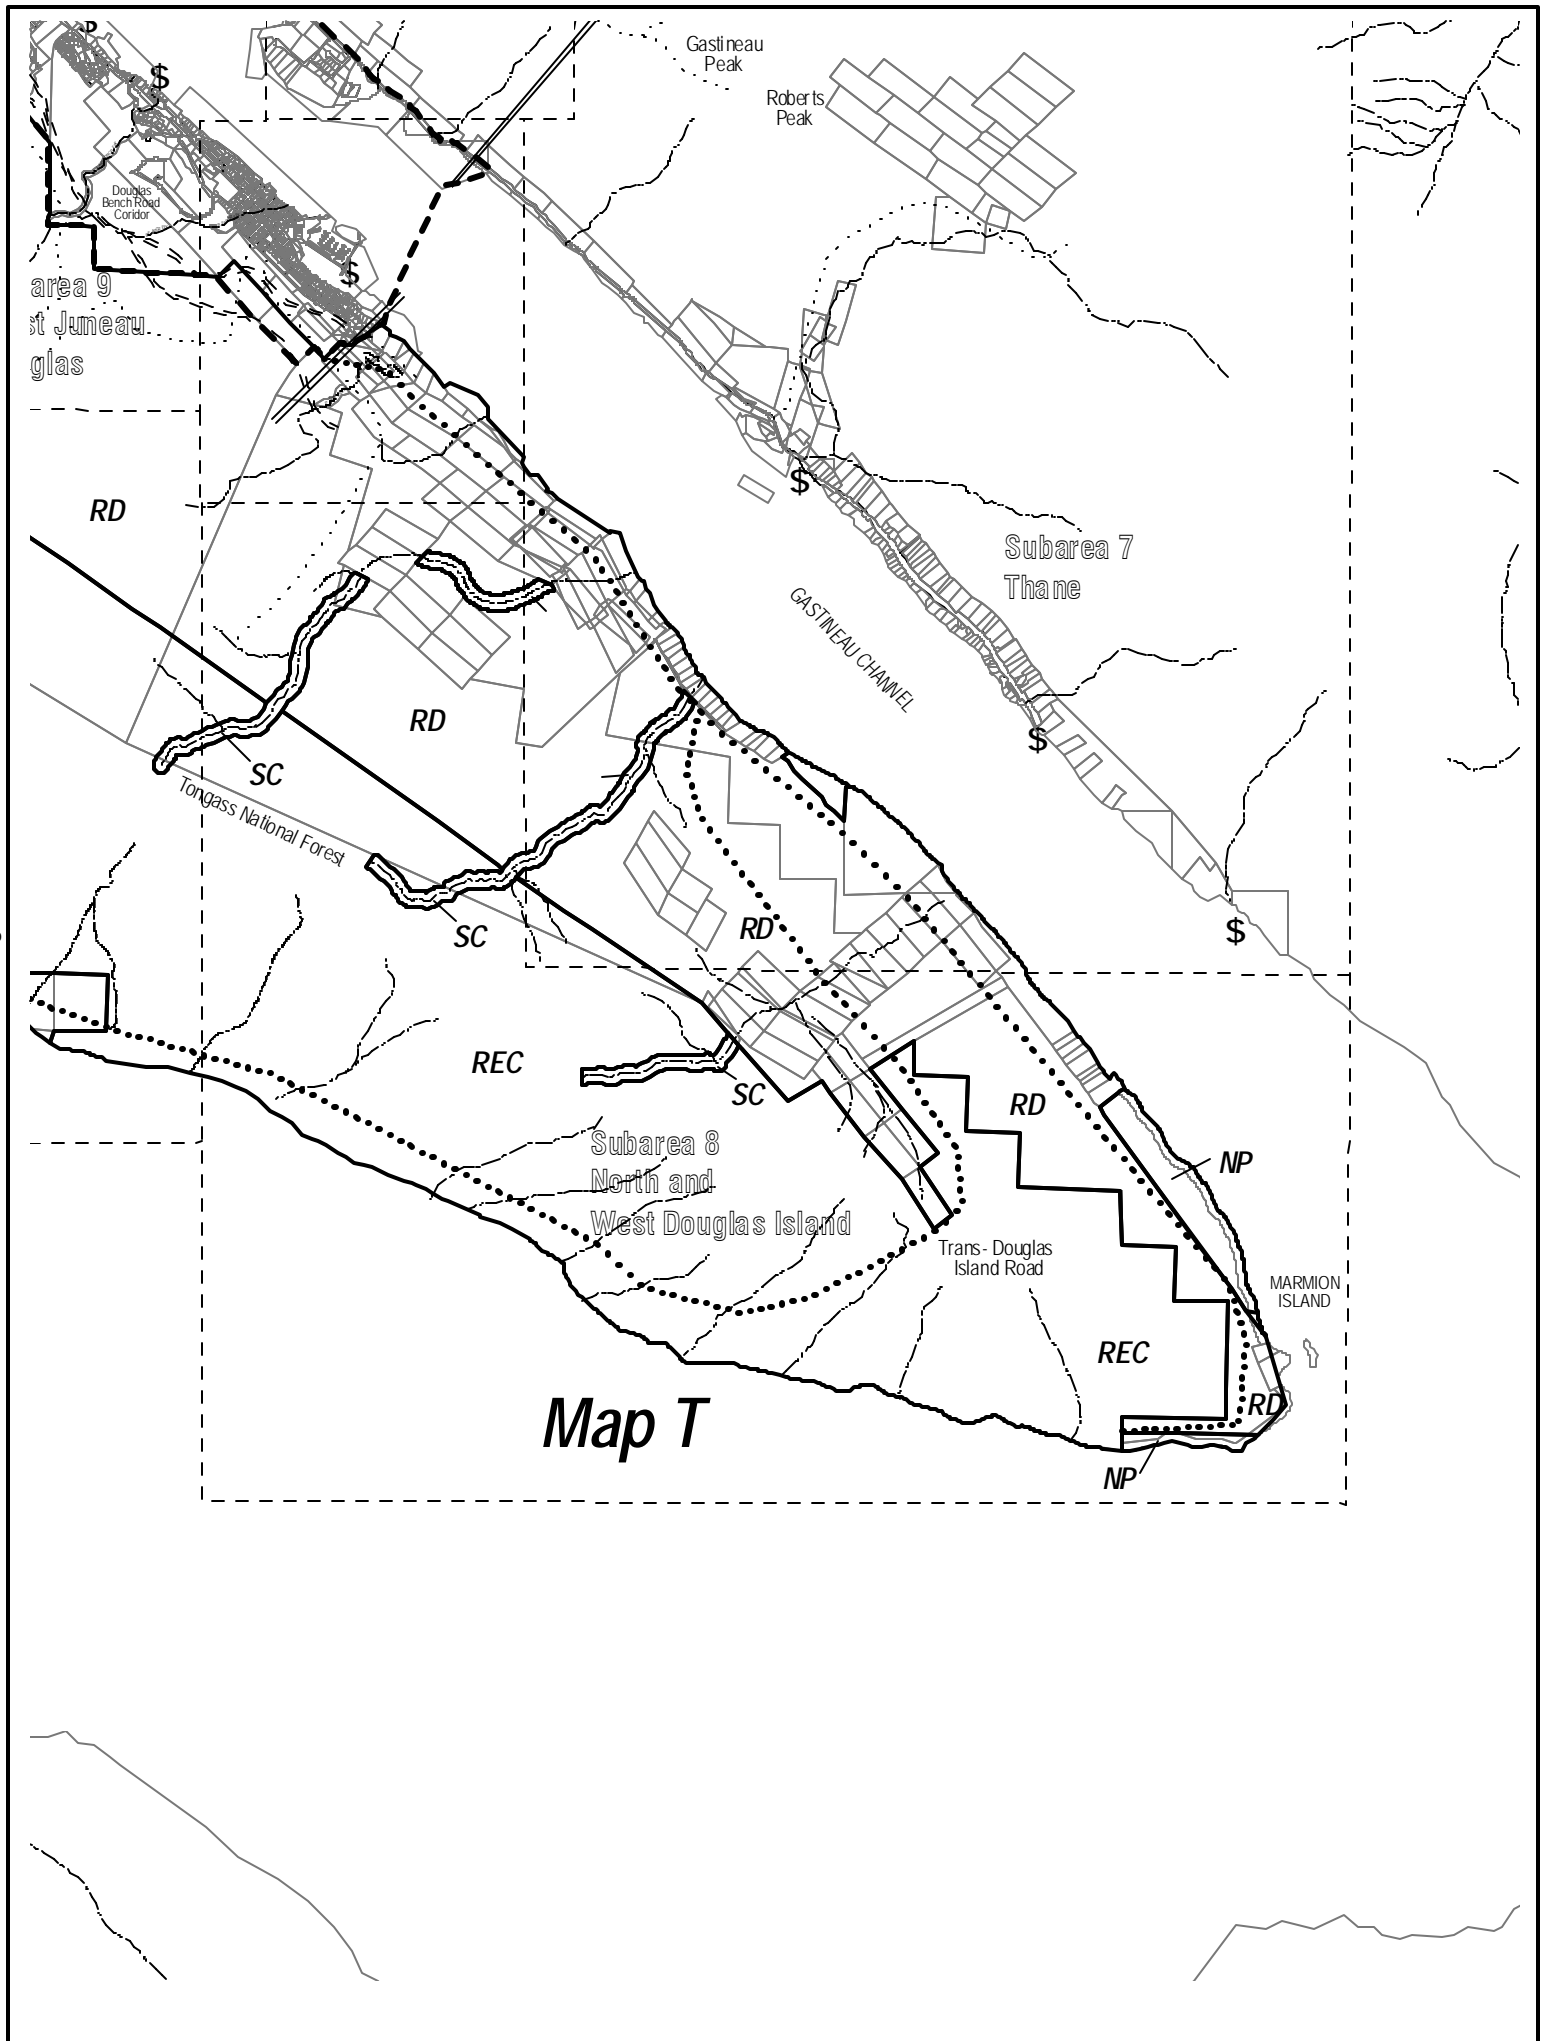 $
$
Gastineau
Peak
Roberts
Peak
Douglas
Bench Road
Coridor
$
area 9
st Juneau
glas
$
RD
Subarea 7
Thane
GASTINEAU CHANNEL
RD
$
SC
Tongass National Forest
SC
RD
$
REC
SC
RD
Subarea 8
North and
West Douglas Island
NP
Trans- Douglas
Island Road
MARMION
ISLAND
REC
RD
Map T
NP